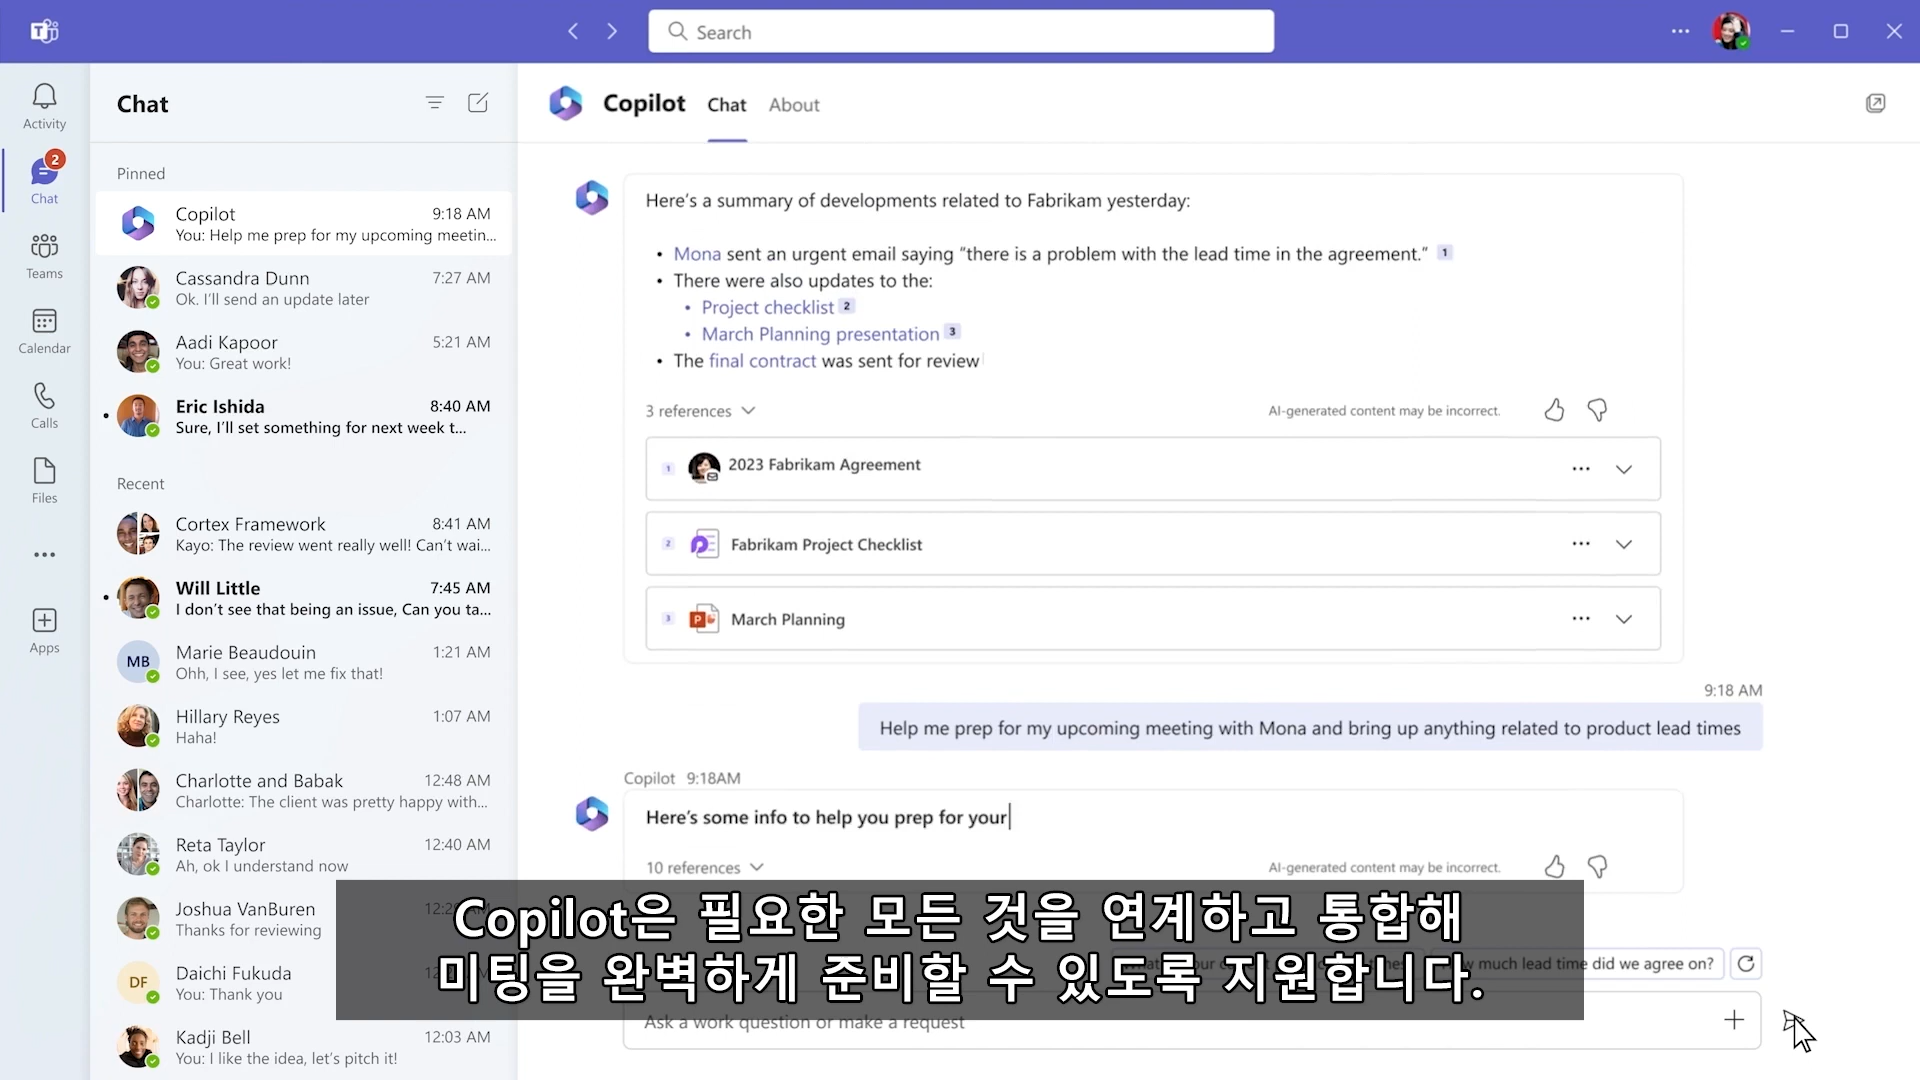 Search
Activity
2
Chat
Teams
Calendar
Calls
Files
Apps
Chat
Pinned
Copilot 9:18 AM
You: Help me prep for my upcoming meetin...
Cassandra Dunn 7:27 AM
Ok. I'll send an update later
Aadi Kapoor 5:21 AM
You: Great work!
Eric Ishida 8:40 AM
Sure, I'll set something for next week t...
Recent
Cortex Framework 8:41 AM
Kayo: The review went really well! Can't wai...
Will Little 7:45 AM
I don't see that being an issue, Can you ta...
MB
Marie Beaudouin 1:21 AM
Ohh, I see, yes let me fix that!
Hillary Reyes 1:07 AM
Haha!
Charlotte and Babak 12:48 AM
Charlotte: The client was pretty happy with...
Reta Taylor 12:40 AM
Ah, ok I understand now
Joshua VanBuren
Thanks for reviewing
DF
Daichi Fukuda
You: Thank you
Kadji Bell 12:03 AM
You: I like the idea, let's pitch it!
Copilot Chat About
Here's a summary of developments related to Fabrikam yesterday:
• Mona sent an urgent email saying “there is a problem with the lead time in the agreement.” 1
• There were also updates to the:
• Project checklist 2
• March Planning presentation 3
• The final contract was sent for review
3 references AI-generated content may be incorrect.
1 2023 Fabrikam Agreement
2 Fabrikam Project Checklist
3 March Planning
9:18 AM
Help me prep for my upcoming meeting with Mona and bring up anything related to product lead times
Copilot 9:18AM
Here's some info to help you prep for your
10 references AI-generated content may be incorrect.
much lead time did we agree on?
Ask a work question or make a request
Copilot은 필요한 모든 것을 연계하고 통합해
미팅을 완벽하게 준비할 수 있도록 지원합니다.